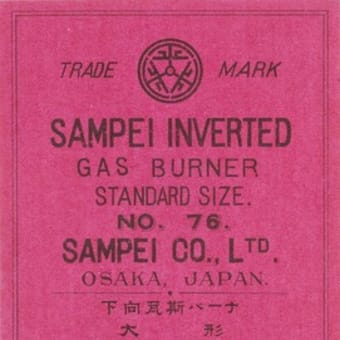 TRADE MARK
SAMPEI INVERTED
GAS BURNER
STANDARD SIZE.
NO. 76.
SAMPEI CO., LTD.
OSAKA, JAPAN.
下向瓦斯バーナ
大 形